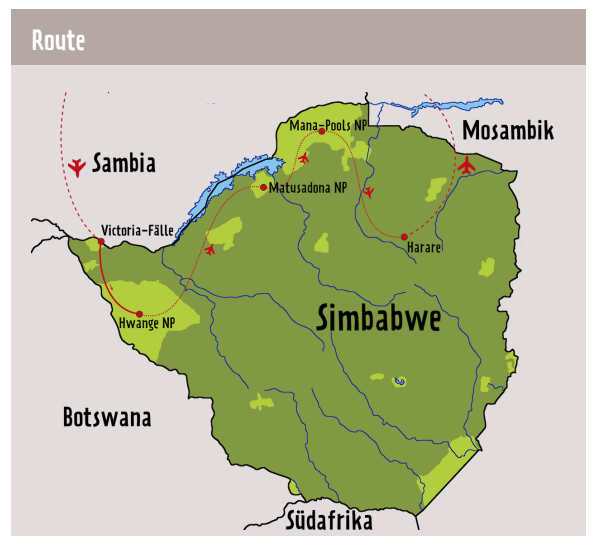 Route
Mana-Pools NP
Mosambik
Sambia
Matusadona NP
Victoria-Fälle
Harare
Simbabwe
Hwange NP
Botswana
Südafrika